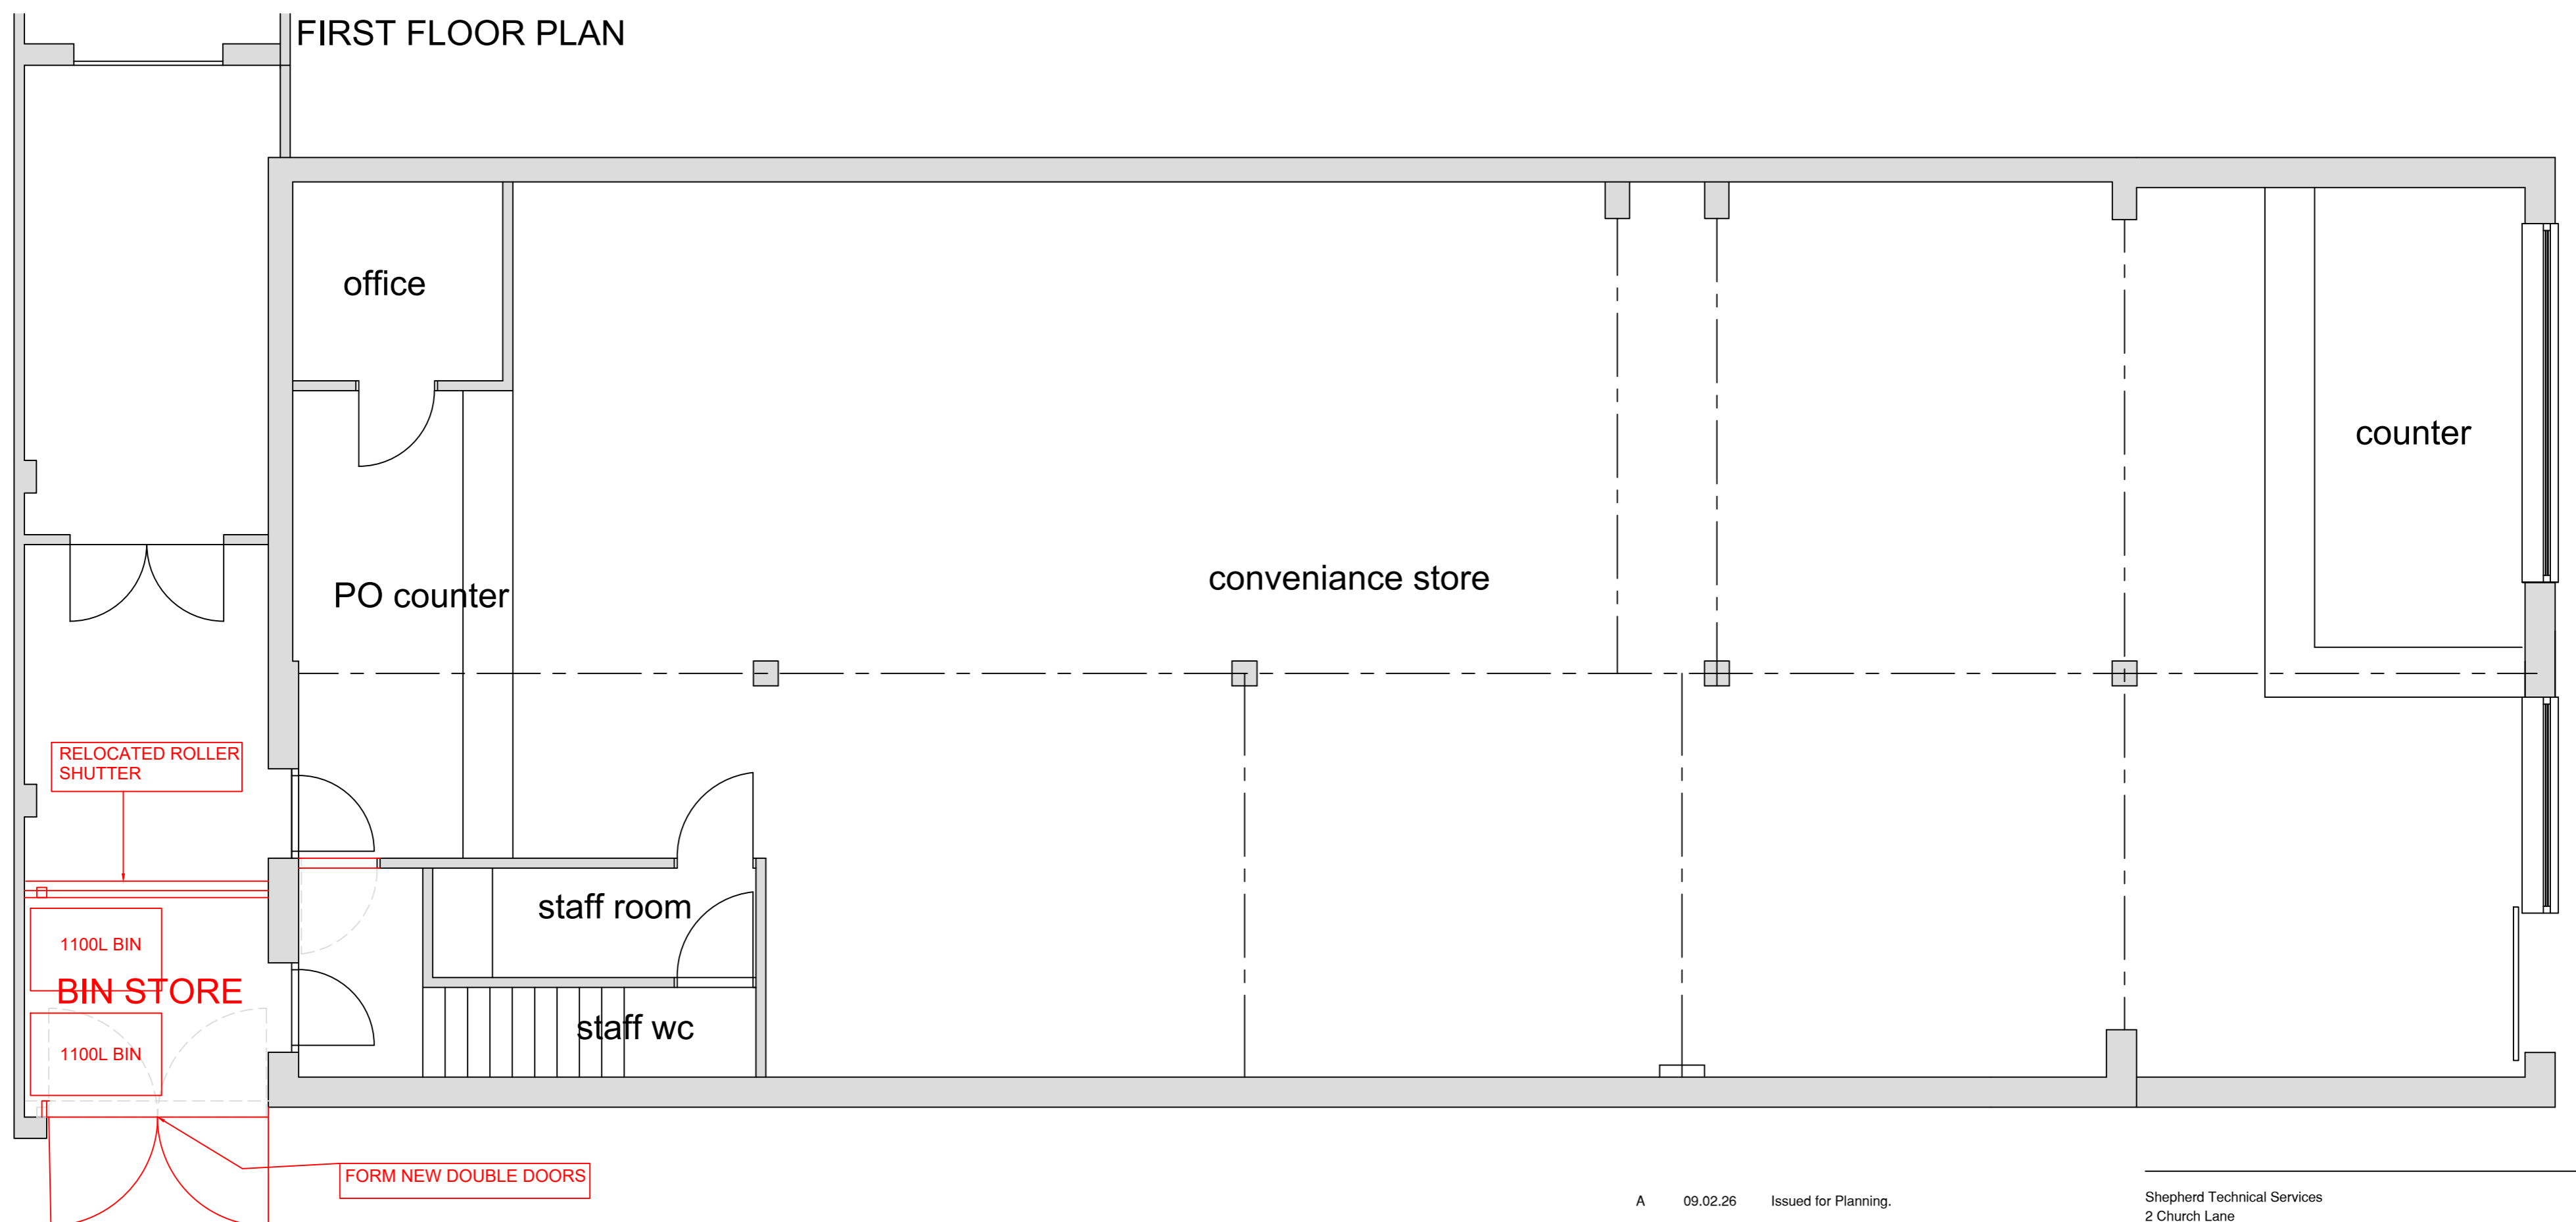 FIRST FLOOR PLAN
office
counter
conveniance store
PO counter
RELOCATED ROLLER
SHUTTER
staff room
1100L BIN
BIN STORE
staff wc
1100L BIN
FORM NEW DOUBLE DOORS
A 09.02.26 Issued for Planning.
Shepherd Technical Services
2 Church Lane